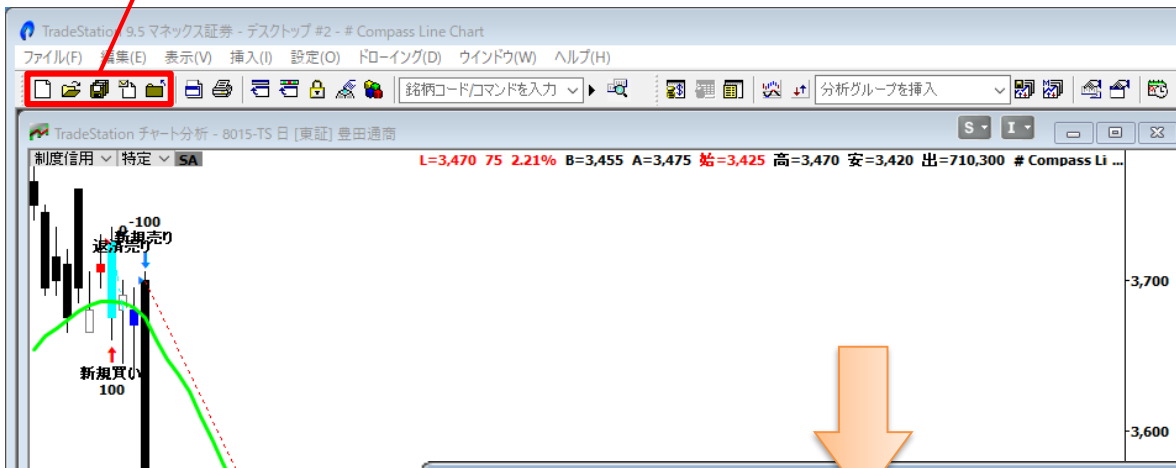 TradeStation 9.5 マネックス証券 - デスクトップ #2 - # Compass Line Chart
ファイル(F) 編集(E) 表示(V) 挿入(I) 設定(O) ドローイング(D) ウインドウ(W) ヘルプ(H)
銘柄コード/コマンドを入力 分析グループを挿入
TradeStation チャート分析 - 8015-TS 日 [東証] 豊田通商 S I
制度信用 特定 SA L=3,470 75 2.21% B=3,455 A=3,475 始=3,425 高=3,470 安=3,420 出=710,300 # Compass Li ...
-100
0
新規売り
返済売り
3,700
新規買い
100
3,600